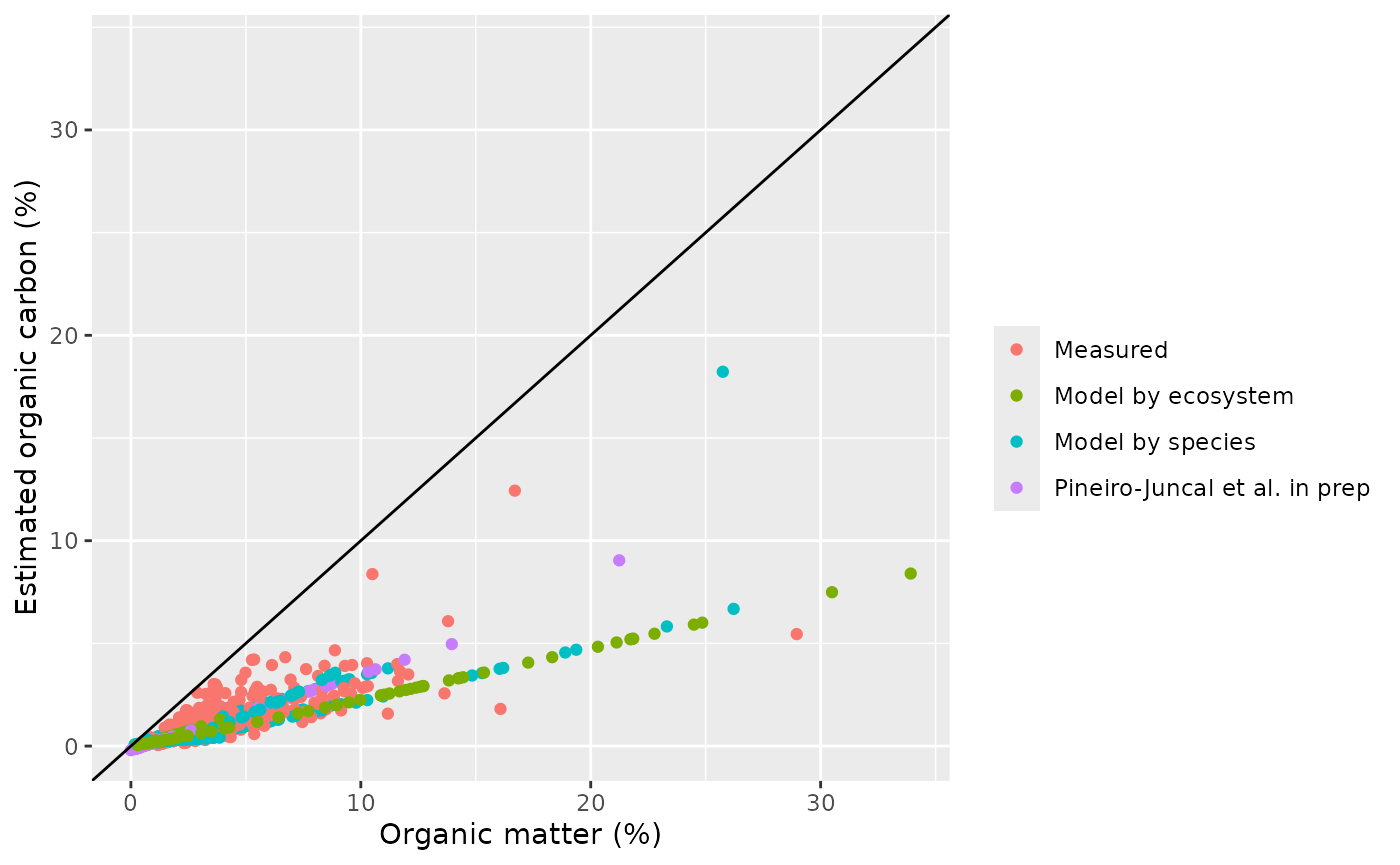 Estimated organic carbon (%)
30
20
10
0
0 10 20 30
Organic matter (%)
Measured
Model by ecosystem
Model by species
Pineiro-Juncal et al. in prep